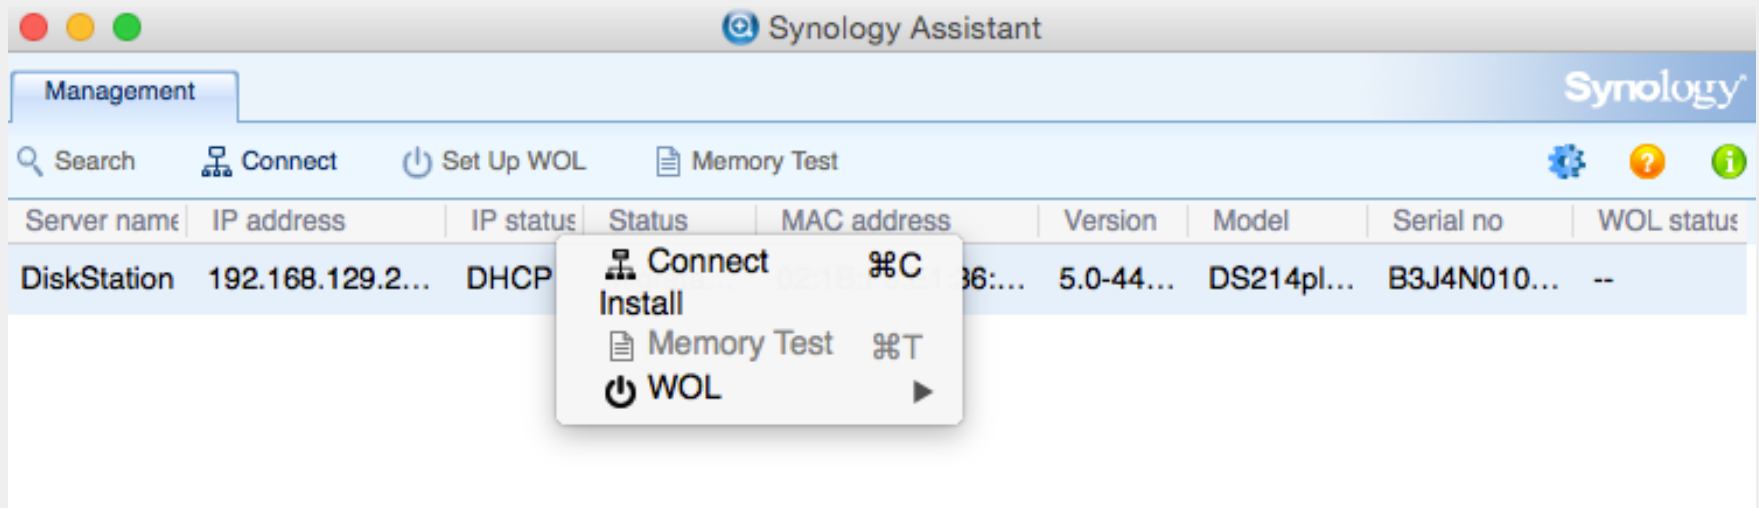 Synology Assistant
Management
Synology
Search Connect Set Up WOL Memory Test
Server name IP address IP status Status MAC address Version Model Serial no WOL status
DiskStation 192.168.129.2... DHCP 36:... 5.0-44... DS214pl... B3J4N010... --
Connect ⌘C
Install
Memory Test ⌘T
WOL